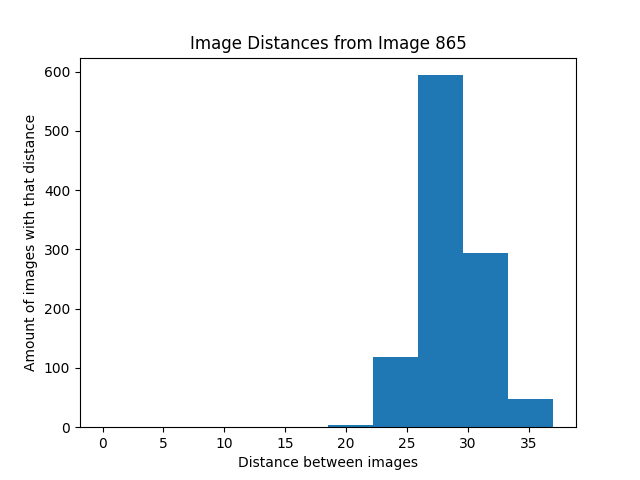 Image Distances from Image 865
Amount of images with that distance
600
500
400
300
200
100
0
0 5 10 15 20 25 30 35
Distance between images